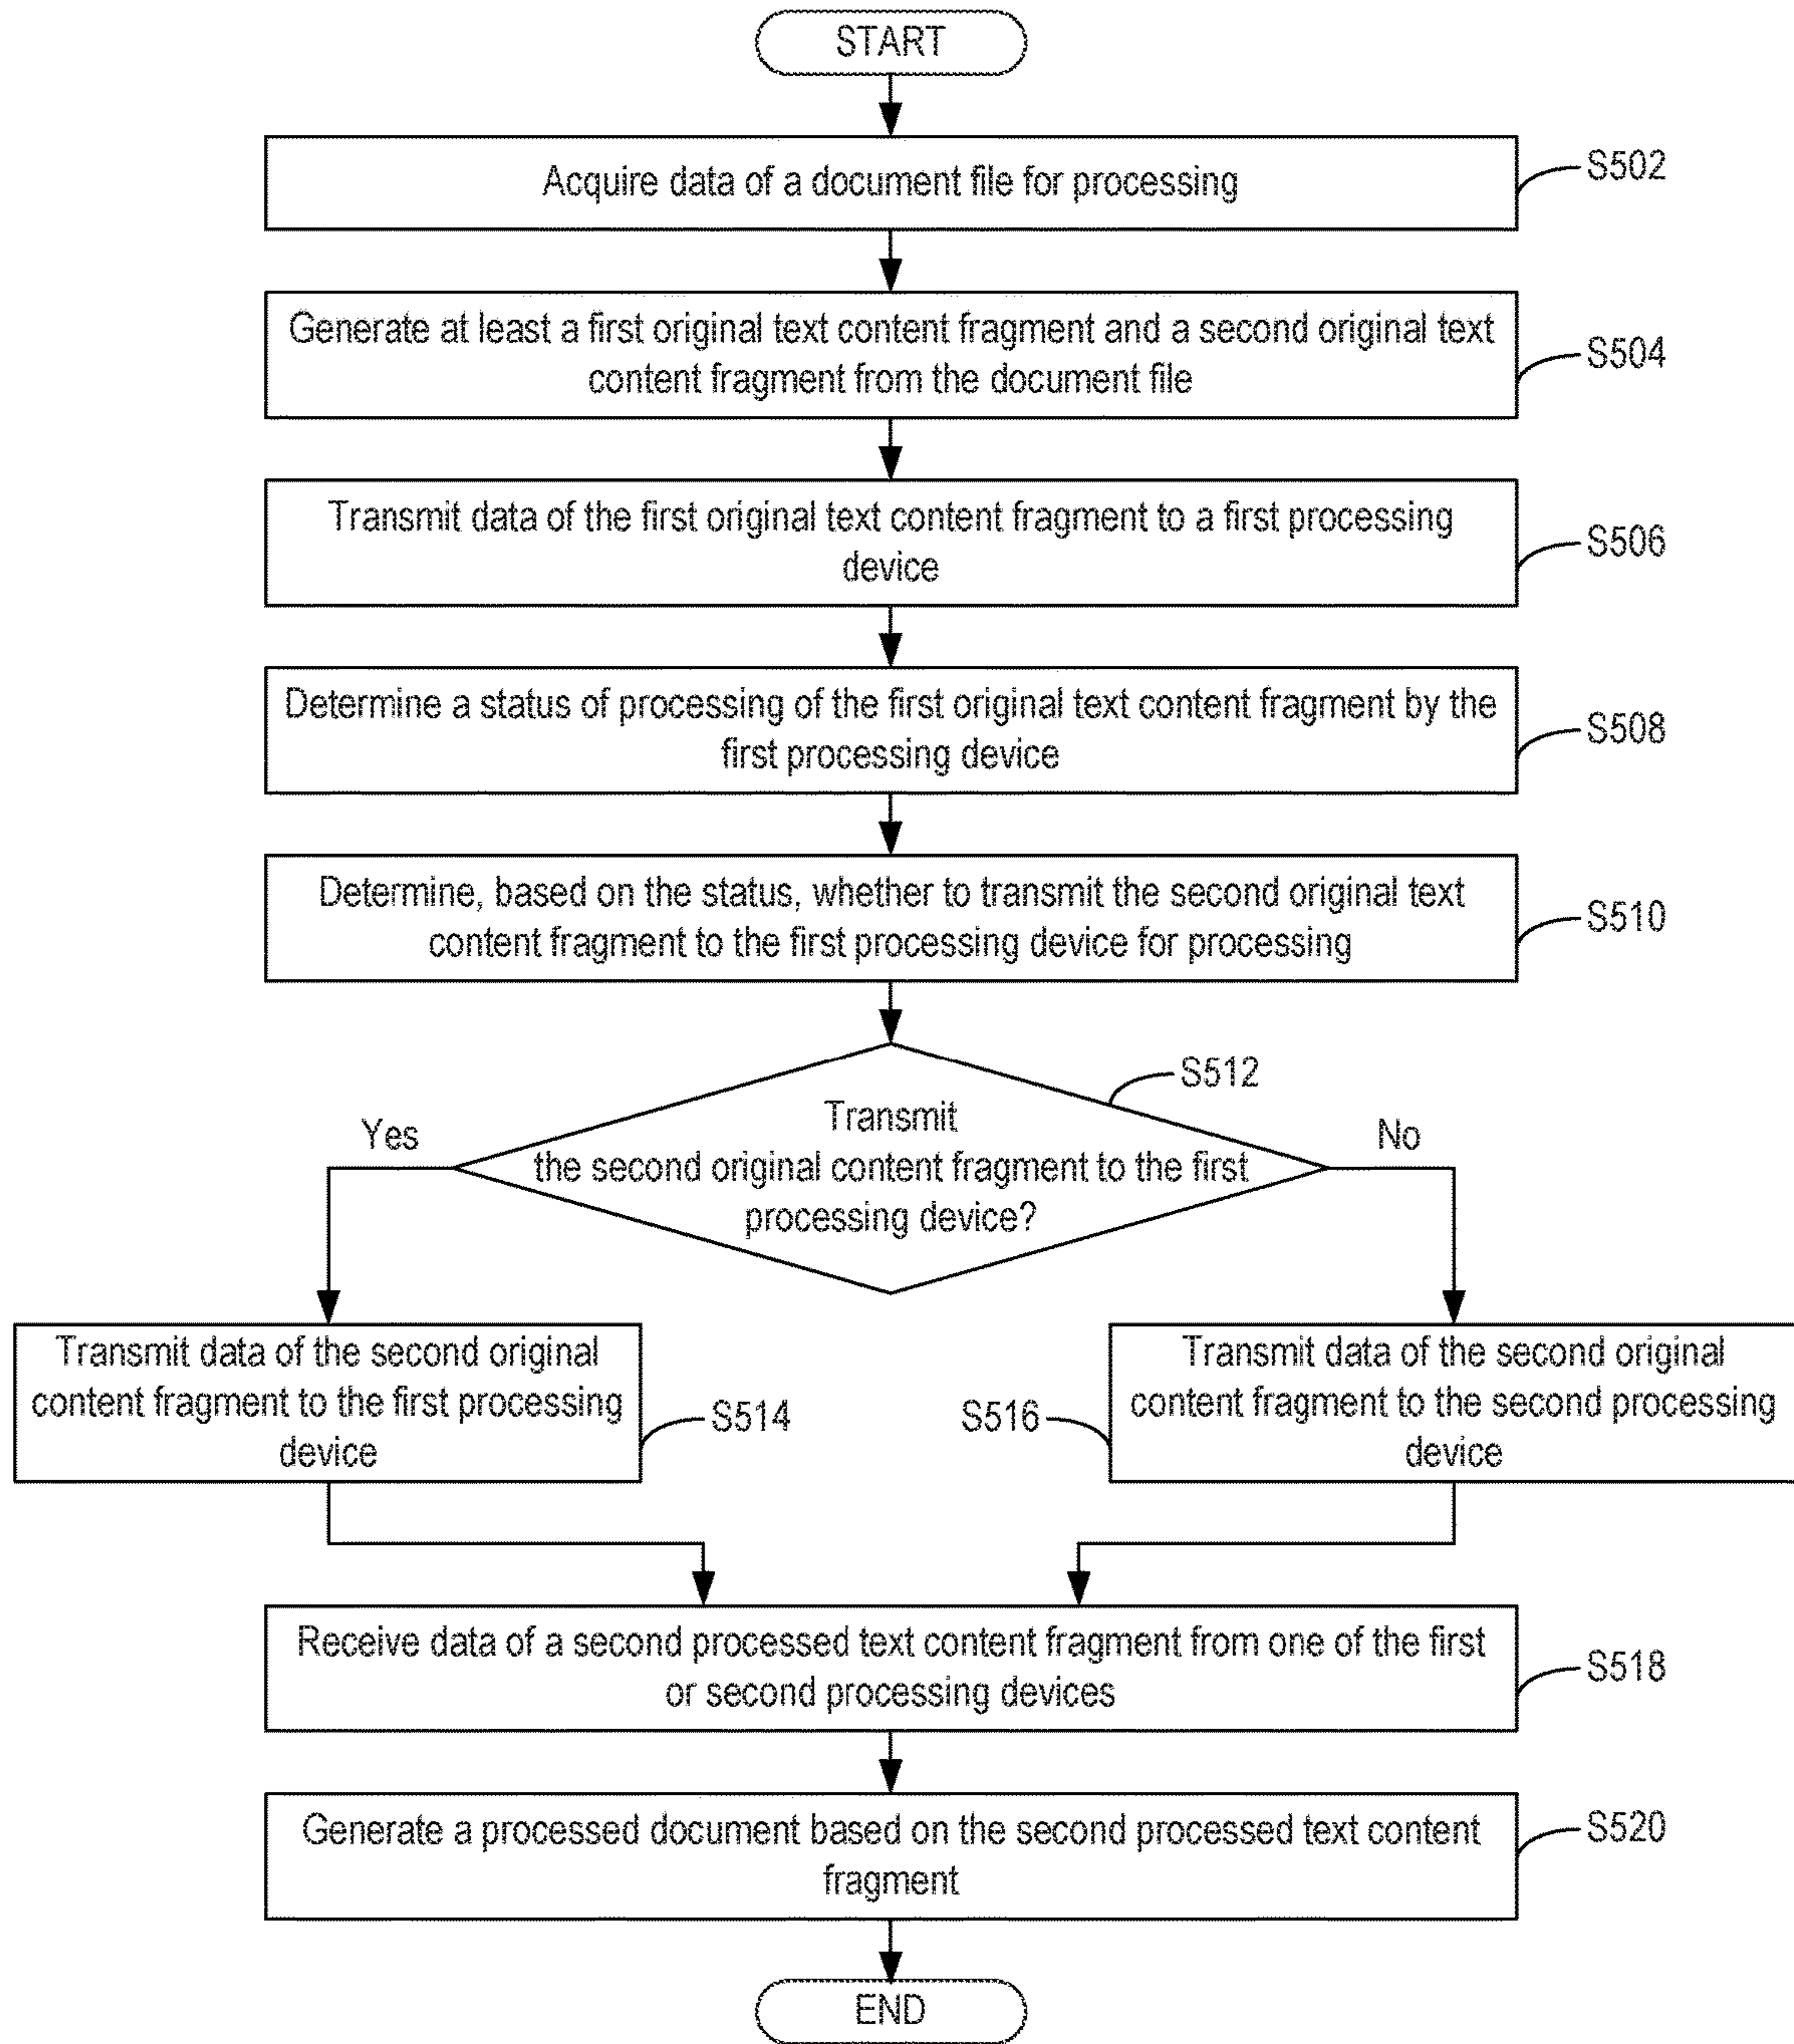 START
Acquire data of a document file for processing
S502
Generate at least a first original text content fragment and a second original text
content fragment from the document file
S504
Transmit data of the first original text content fragment to a first processing
device
S506
Determine a status of processing of the first original text content fragment by the
first processing device
S508
Determine, based on the status, whether to transmit the second original text
content fragment to the first processing device for processing
S510
S512
Transmit
the second original content fragment to the first
processing device?
Yes
No
Transmit data of the second original
content fragment to the first processing
device
S514
S516
Transmit data of the second original
content fragment to the second processing
device
Receive data of a second processed text content fragment from one of the first
or second processing devices
S518
Generate a processed document based on the second processed text content
fragment
S520
END